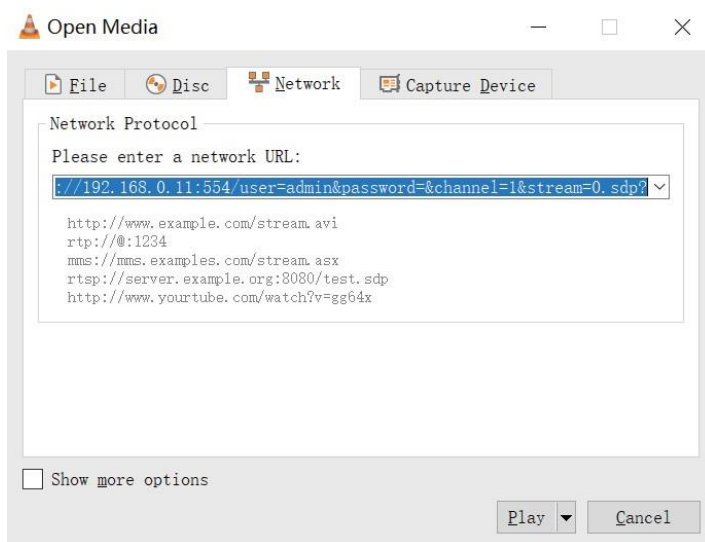 Open Media
File Disc Network Capture Device
Network Protocol
Please enter a network URL:
://192.168.0.11:554/user=admin&password=&channel=1&stream=0.sdp?
http://www.example.com/stream.avi
rtp://@:1234
mms://mms.examples.com/stream.asx
rtsp://server.example.org:8080/test.sdp
http://www.yourtube.com/watch?v=gg64x
Show more options
Play Cancel